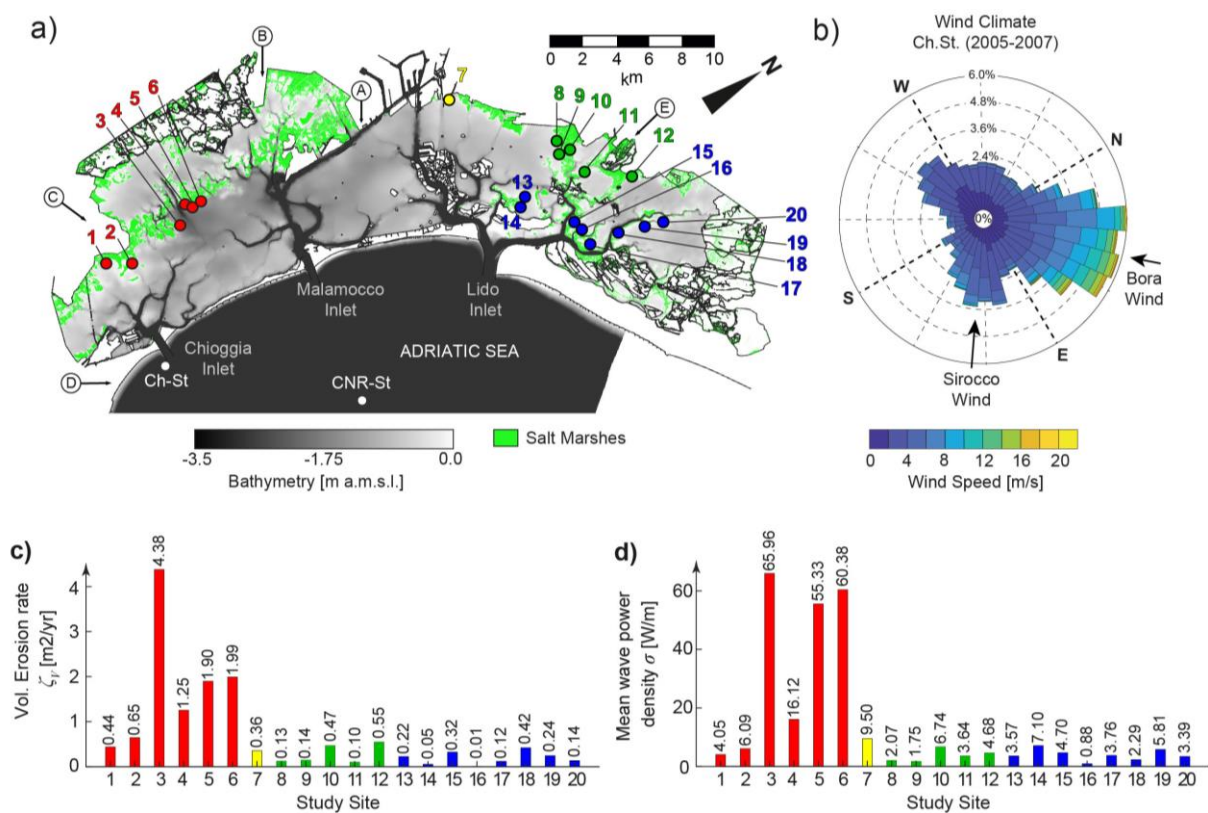 a)
B
A
C
D
E
0 2 4 6 8 10
km
N
1
2
3
4
5
6
7
8
9
10
11
12
13
14
15
16
17
18
19
20
Malamocco
Inlet
Lido
Inlet
Chioggia
Inlet
ADRIATIC SEA
Ch-St
CNR-St
-3.5 -1.75 0.0
Bathymetry [m a.m.s.l.]
Salt Marshes
b)
Wind Climate
Ch.St. (2005-2007)
6.0%
4.8%
3.6%
2.4%
0%
W
N
S
E
Bora
Wind
Sirocco
Wind
0 4 8 12 16 20
Wind Speed [m/s]
c)
Vol. Erosion rate
ζv [m2/yr]
4
3
2
1
0
0.44 0.65 4.38 1.25 1.90 1.99 0.36 0.13 0.14 0.47 0.10 0.55 0.22 0.05 0.32 0.01 0.12 0.42 0.24 0.14
1 2 3 4 5 6 7 8 9 10 11 12 13 14 15 16 17 18 19 20
Study Site
d)
Mean wave power
density σ [W/m]
60
40
20
0
4.05 6.09 65.96 16.12 55.33 60.38 9.50 2.07 1.75 6.74 3.64 4.68 3.57 7.10 4.70 0.88 3.76 2.29 5.81 3.39
1 2 3 4 5 6 7 8 9 10 11 12 13 14 15 16 17 18 19 20
Study Site